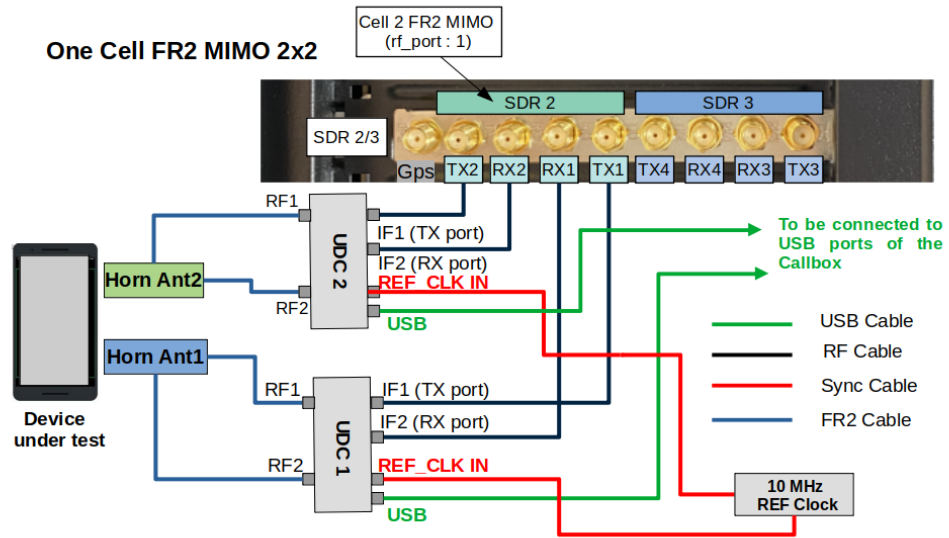 Cell 2 FR2 MIMO
(rf_port : 1)
One Cell FR2 MIMO 2x2
SDR 2
SDR 3
SDR 2/3
Gps
TX2
RX2
RX1
TX1
TX4
RX4
RX3
TX3
RF1
IF1 (TX port)
UDC 2
IF2 (RX port)
REF_CLK IN
RF2
USB
Horn Ant2
To be connected to
USB ports of the
Callbox
Horn Ant1
USB Cable
RF Cable
Sync Cable
FR2 Cable
Device
under test
RF1
IF1 (TX port)
UDC 1
IF2 (RX port)
RF2
REF_CLK IN
USB
10 MHz
REF Clock